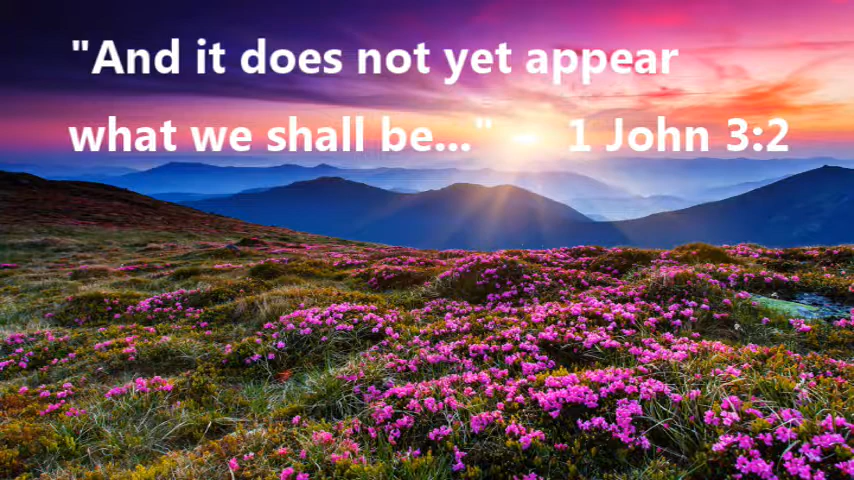 "And it does not yet appear
what we shall be..." 1 John 3:2